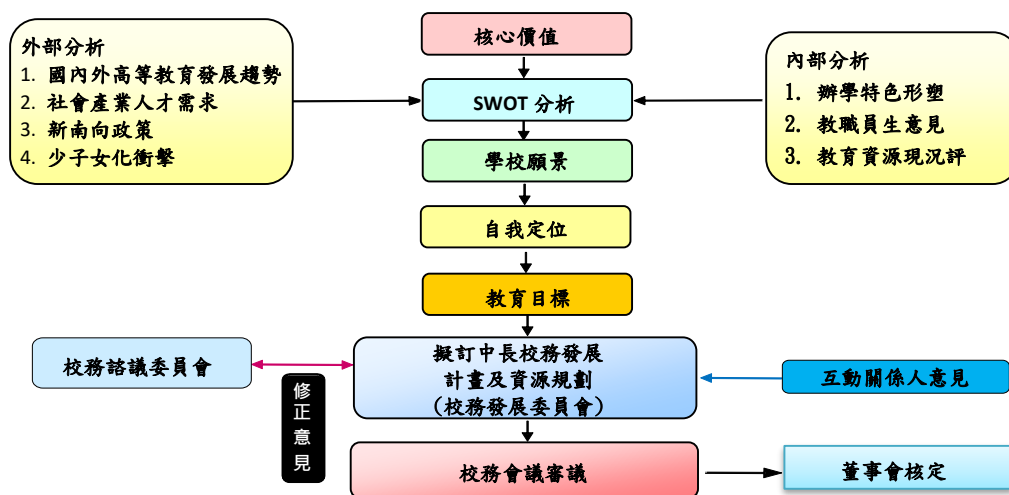 核心價值
外部分析
1. 國內外高等教育發展趨勢
2. 社會產業人才需求
3. 新南向政策
4. 少子女化衝擊
SWOT 分析
內部分析
1. 辦學特色形塑
2. 教職員生意見
3. 教育資源現況評
學校願景
自我定位
教育目標
校務諮議委員會
修正意見
擬訂中長校務發展
計畫及資源規劃
(校務發展委員會)
互動關係人意見
校務會議審議
董事會核定